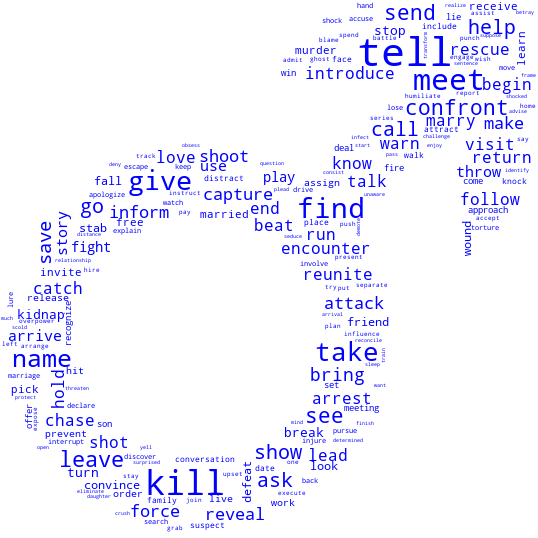 hand
realize
betray
send
receive
shock
accuse
assist
lie
include
help
spend
stop
battle
punch
suppose
learn
murder
blame
tell
transform
rescue
admit
ghost
face
engage
wish
sentence
win
introduce
meet
move
shocked
frame
begin
humiliate
report
advise
home
series
lose
confront
make
call
attract
marry
challenge
say
obsess
infect
start
enjoy
warn
visit
track
love
shoot
deal
pass
walk
return
deny
escape
keep
use
question
know
fire
throw
identify
fall
give
distract
consist
play
assign
talk
come
knock
apologize
instruct
capture
plead
drive
unaware
follow
go
watch
end
find
approach
inform
pay
married
place
push
accept
save
story
stab
free
beat
run
torture
distance
explain
seduce
fight
encounter
present
wound
relationship
involve
invite
hire
reunite
catch
try
put
separate
lure
release
attack
much
kidnap
arrival
overpower
recognize
plan
friend
scold
arrive
influence
left
arrange
take
reconcile
name
train
sleep
marriage
hold
hit
bring
pick
threaten
set
want
protect
arrest
offer
expose
declare
see
meeting
chase
son
mind
finish
prevent
break
pursue
interrupt
shot
injure
determined
open
yell
show
lead
leave
discover
surprised
conversation
one
look
turn
stay
kill
upset
date
defeat
ask
back
convince
eliminate
order
daughter
family
join
live
execute
work
crush
force
reveal
search
suspect
grab